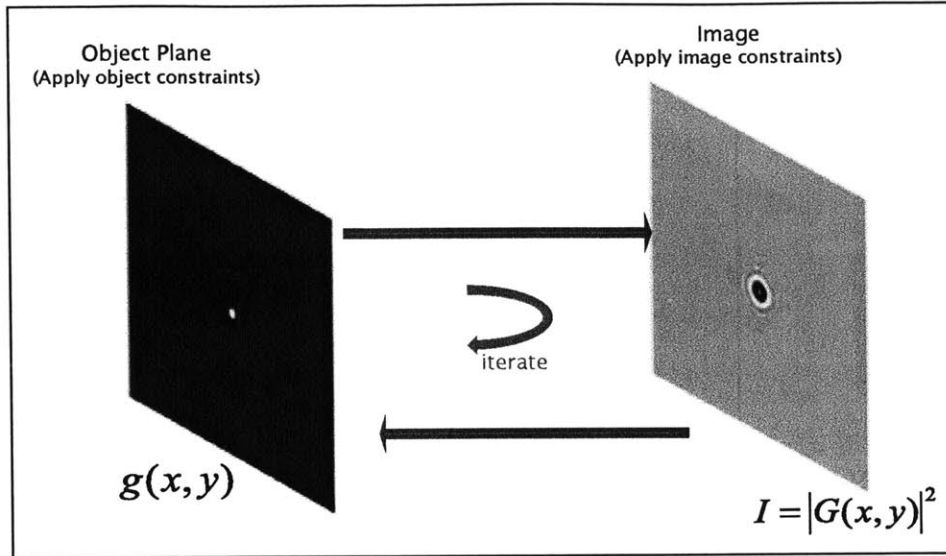 Object Plane
(Apply object constraints)
Image
(Apply image constraints)
iterate
g(x, y)
I = |G(x, y)|²